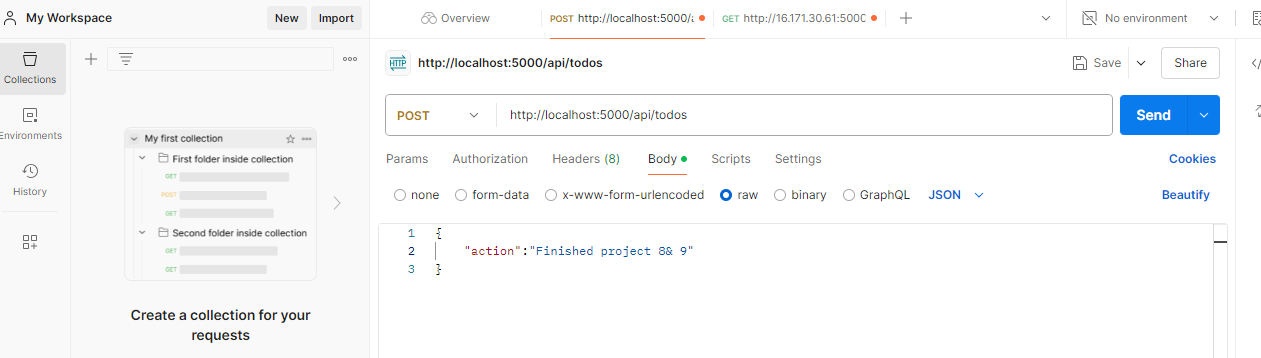 My Workspace
New
Import
Overview
POST http://localhost:5000/a
GET http://16.171.30.61:5000
No environment
Collections
Environments
History
My first collection
First folder inside collection
GET
POST
GET
Second folder inside collection
GET
GET
Create a collection for your
requests
HTTP
http://localhost:5000/api/todos
Save
Share
POST
http://localhost:5000/api/todos
Send
Params
Authorization
Headers (8)
Body
Scripts
Settings
Cookies
none
form-data
x-www-form-urlencoded
raw
binary
GraphQL
JSON
Beautify
1 {
2 "action":"Finished project 8& 9"
3 }